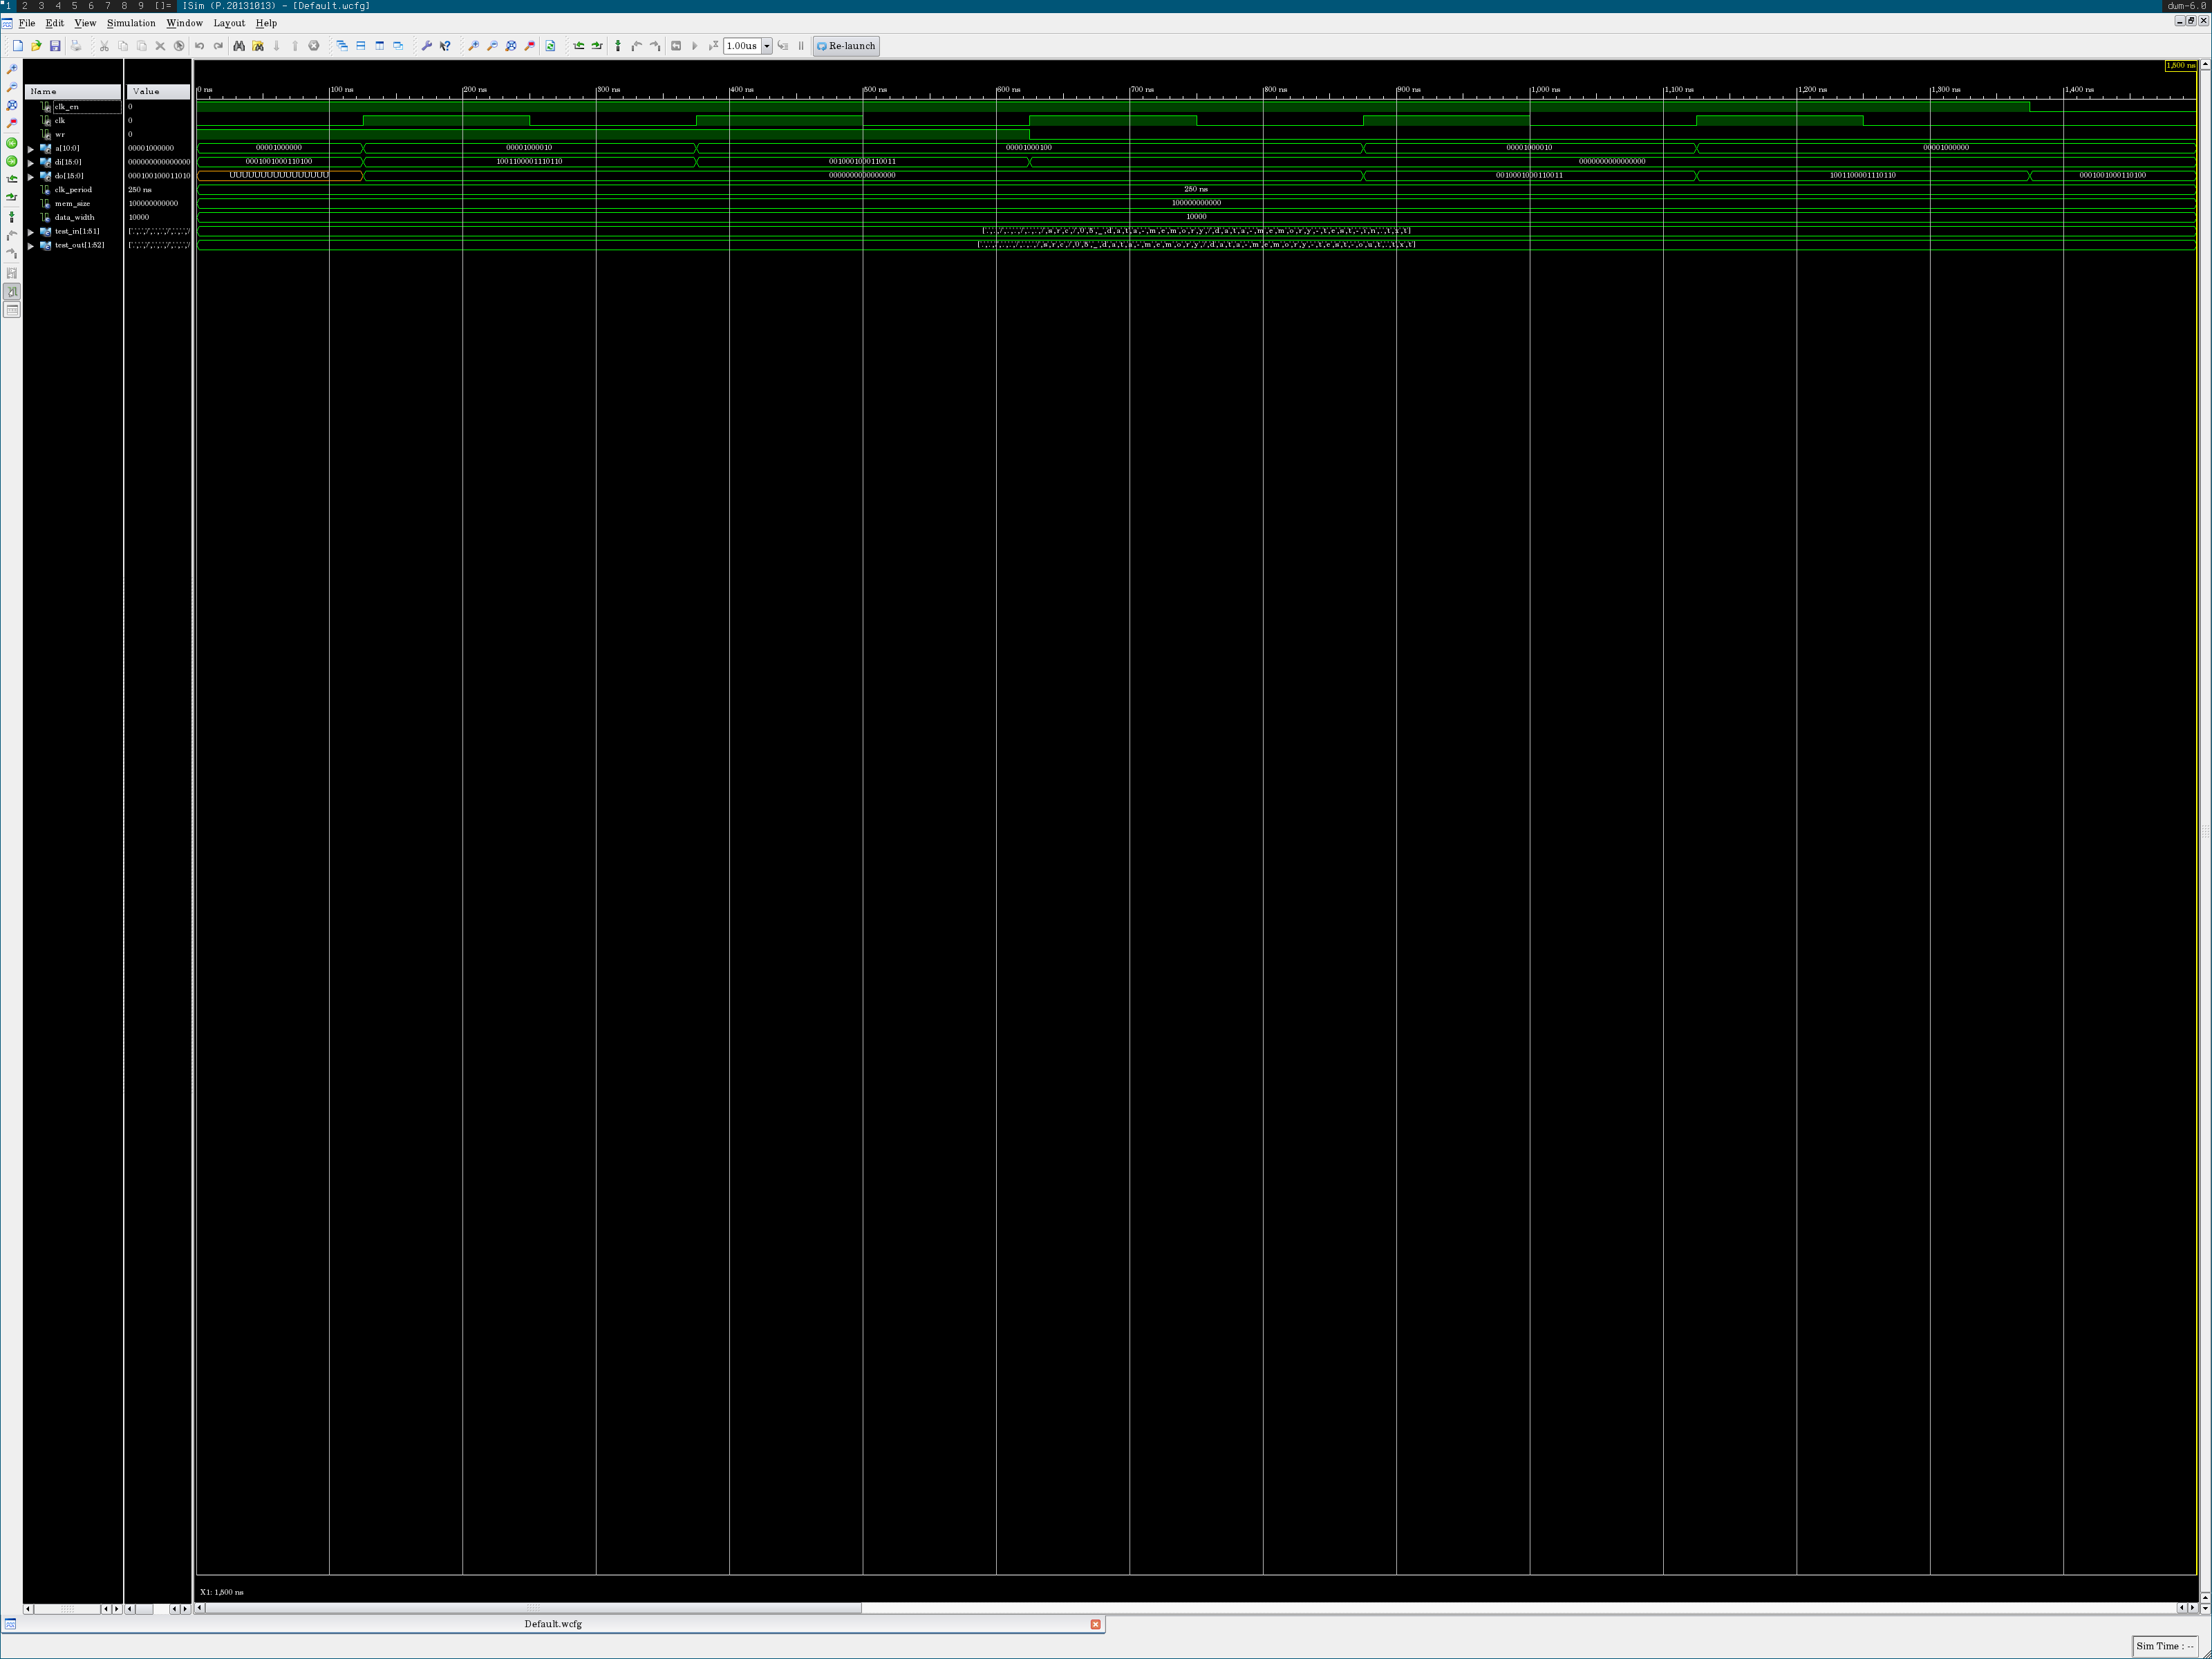 1 2 3 4 5 6 7 8 9 []= ISim (P.20131013) - [Default.wcfg] dwm-6.0
File Edit View Simulation Window Layout Help
1.00us Re-launch
1,500 ns
Name Value 0 ns 100 ns 200 ns 300 ns 400 ns 500 ns 600 ns 700 ns 800 ns 900 ns 1,000 ns 1,100 ns 1,200 ns 1,300 ns 1,400 ns
clk_en 0
clk 0
wr 0
a[10:0] 00001000000 00001000000 00001000010 00001000100 00001000010 00001000000
di[15:0] 000000000000000 0001001000110100 1001100001110110 0010001000110011 0000000000000000
do[15:0] 000100100011010 UUUUUUUUUUUUUUUU 0000000000000000 0010001000110011 1001100001110110 0001001000110100
clk_period 250 ns 250 ns
mem_size 100000000000 100000000000
data_width 10000 10000
test_in[1:51]
test_out[1:52]
X1: 1,500 ns
Default.wcfg
Sim Time : --